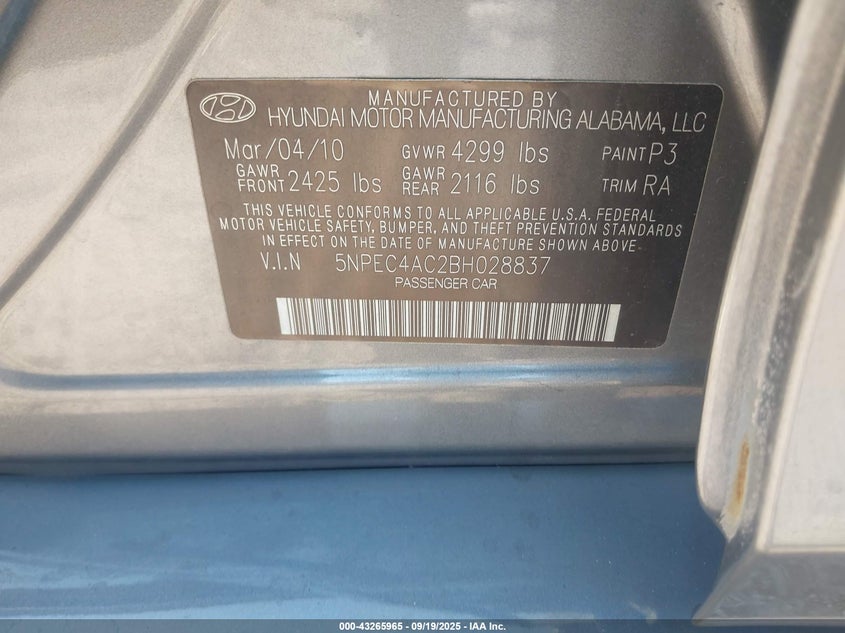 MANUFACTURED BY
HYUNDAI MOTOR MANUFACTURING ALABAMA, LLC
Mar/04/10 GVWR 4299 lbs PAINT P3
GAWR FRONT 2425 lbs GAWR REAR 2116 lbs TRIM RA
THIS VEHICLE CONFORMS TO ALL APPLICABLE U.S.A. FEDERAL
MOTOR VEHICLE SAFETY, BUMPER, AND THEFT PREVENTION STANDARDS
IN EFFECT ON THE DATE OF MANUFACTURE SHOWN ABOVE.
V.I.N 5NPEC4AC2BH028837
PASSENGER CAR
000-43265965 - 09/19/2025 - IAA Inc.